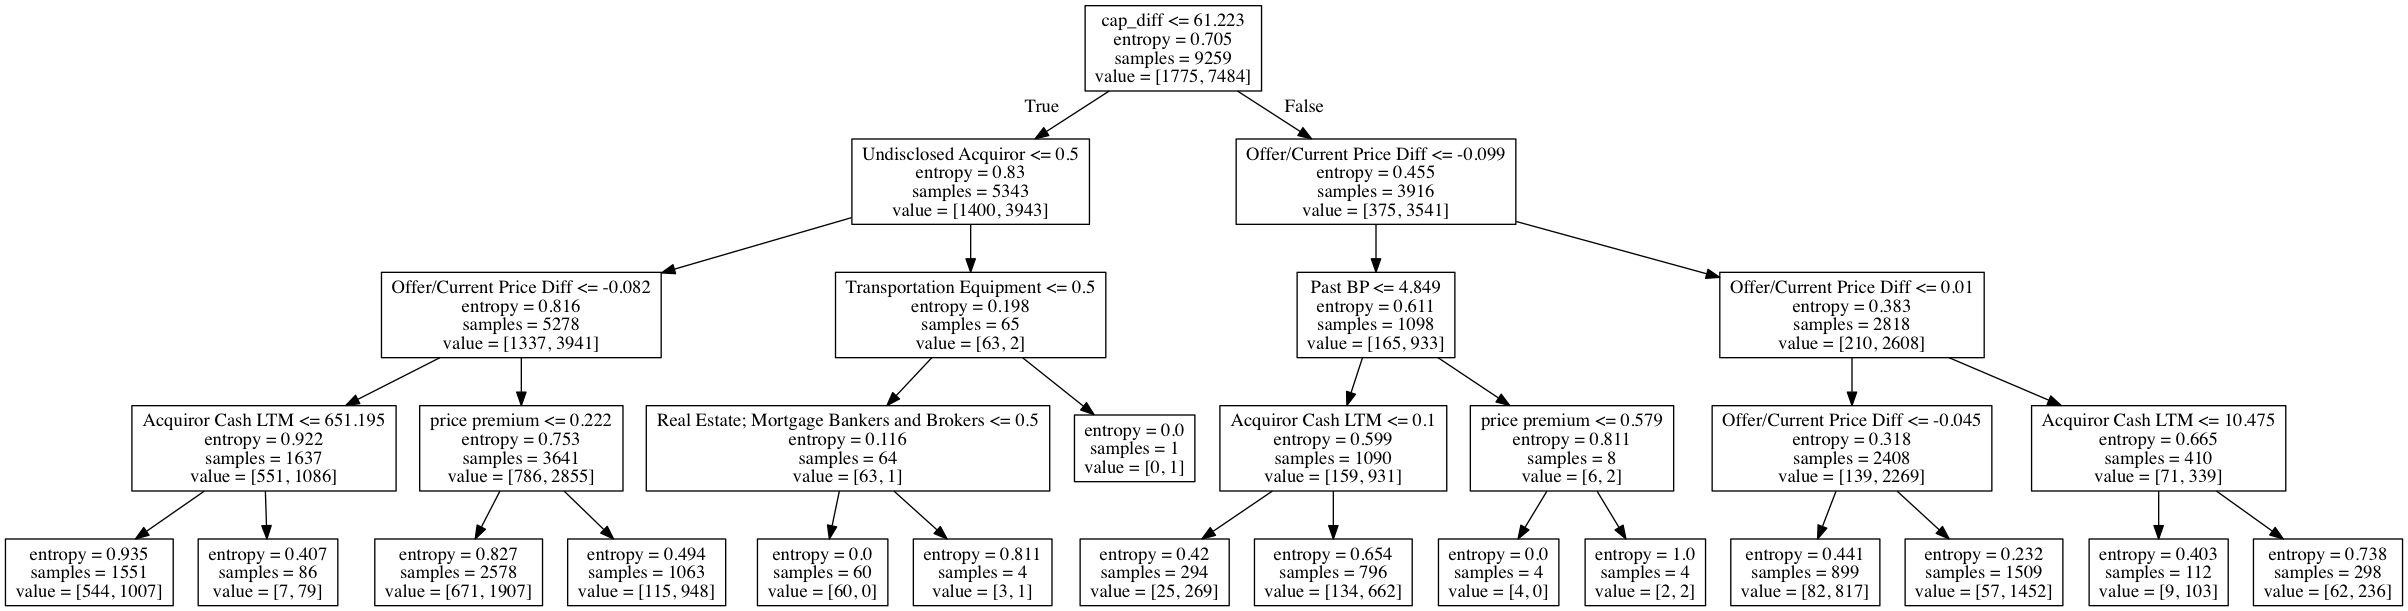 cap_diff <= 61.223
entropy = 0.705
samples = 9259
value = [1775, 7484]
True
False
Undisclosed Acquiror <= 0.5
entropy = 0.83
samples = 5343
value = [1400, 3943]
Offer/Current Price Diff <= -0.099
entropy = 0.455
samples = 3916
value = [375, 3541]
Offer/Current Price Diff <= -0.082
entropy = 0.816
samples = 5278
value = [1337, 3941]
Transportation Equipment <= 0.5
entropy = 0.198
samples = 65
value = [63, 2]
Past BP <= 4.849
entropy = 0.611
samples = 1098
value = [165, 933]
Offer/Current Price Diff <= 0.01
entropy = 0.383
samples = 2818
value = [210, 2608]
Acquiror Cash LTM <= 651.195
entropy = 0.922
samples = 1637
value = [551, 1086]
price premium <= 0.222
entropy = 0.753
samples = 3641
value = [786, 2855]
Real Estate; Mortgage Bankers and Brokers <= 0.5
entropy = 0.116
samples = 64
value = [63, 1]
entropy = 0.0
samples = 1
value = [0, 1]
Acquiror Cash LTM <= 0.1
entropy = 0.599
samples = 1090
value = [159, 931]
price premium <= 0.579
entropy = 0.811
samples = 8
value = [6, 2]
Offer/Current Price Diff <= -0.045
entropy = 0.318
samples = 2408
value = [139, 2269]
Acquiror Cash LTM <= 10.475
entropy = 0.665
samples = 410
value = [71, 339]
entropy = 0.935
samples = 1551
value = [544, 1007]
entropy = 0.407
samples = 86
value = [7, 79]
entropy = 0.827
samples = 2578
value = [671, 1907]
entropy = 0.494
samples = 1063
value = [115, 948]
entropy = 0.0
samples = 60
value = [60, 0]
entropy = 0.811
samples = 4
value = [3, 1]
entropy = 0.42
samples = 294
value = [25, 269]
entropy = 0.654
samples = 796
value = [134, 662]
entropy = 0.0
samples = 4
value = [4, 0]
entropy = 1.0
samples = 4
value = [2, 2]
entropy = 0.441
samples = 899
value = [82, 817]
entropy = 0.232
samples = 1509
value = [57, 1452]
entropy = 0.403
samples = 112
value = [9, 103]
entropy = 0.738
samples = 298
value = [62, 236]